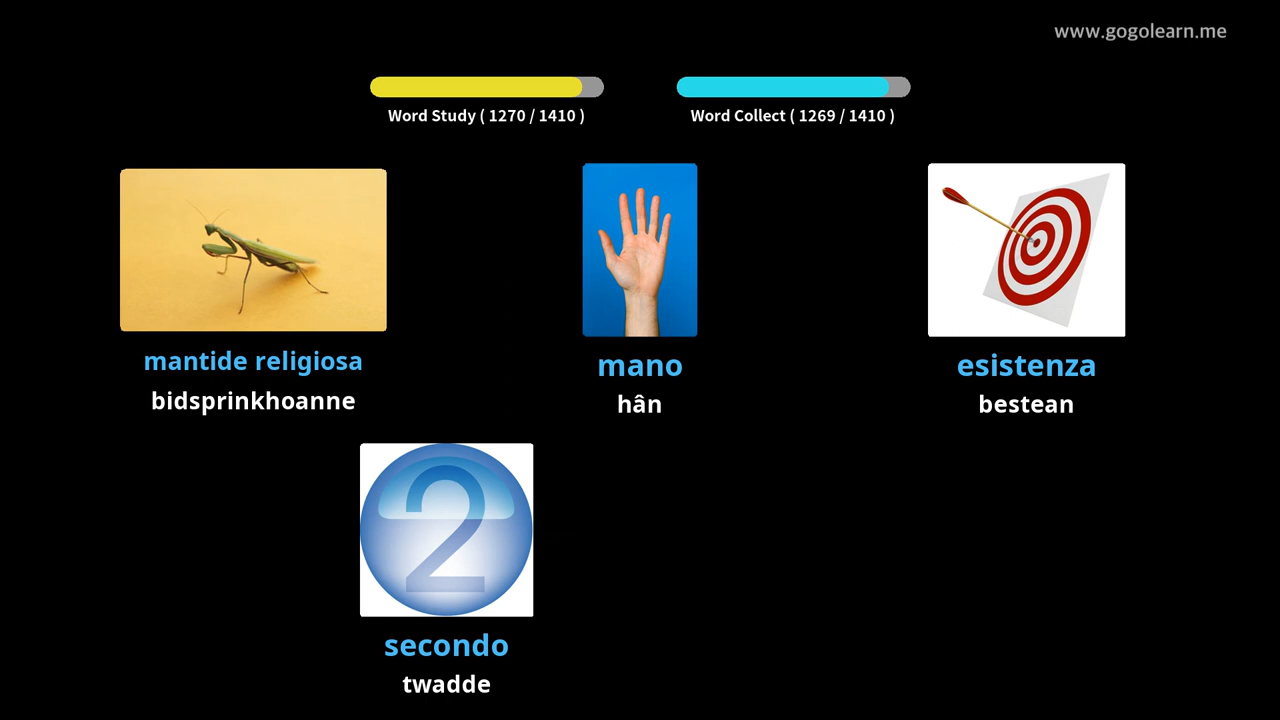 www.gogolearn.me
Word Study ( 1270 / 1410 )
Word Collect ( 1269 / 1410 )
mantide religiosa
bidsprinkhoanne
mano
hân
esistenza
bestean
2
secondo
twadde